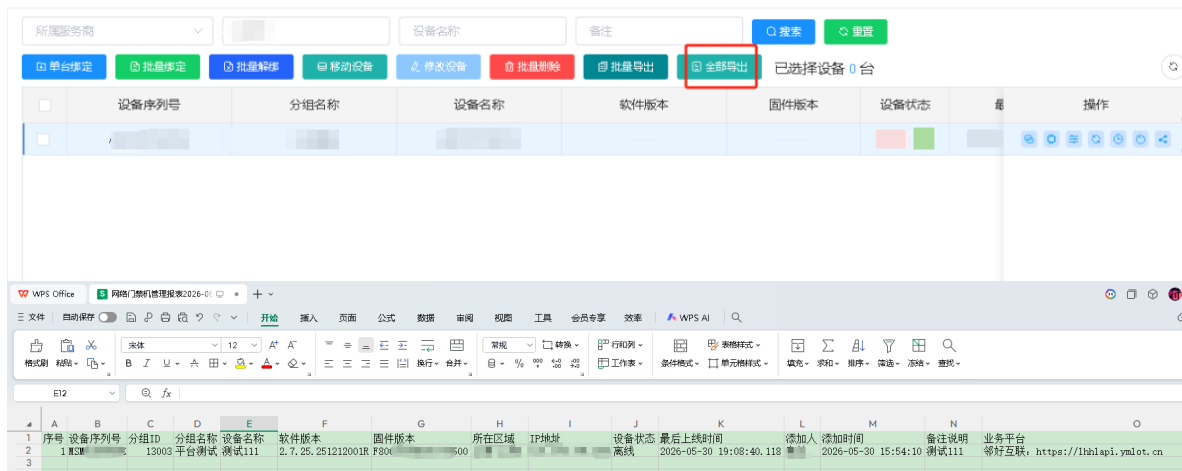 所属服务商 设备名称 备注 搜索 重置
单台绑定 批量绑定 批量解绑 移动设备 修改设备 批量删除 批量导出 全部导出 已选择设备 0 台
设备序列号 分组名称 设备名称 软件版本 固件版本 设备状态 操作
WPS Office 网络门禁机管理报表2026-0
文件 自动保存 开始 插入 页面 公式 数据 审阅 视图 工具 会员专享 效率 WPS AI
宋体 12 A+ A- 常规 转换 行和列 表格样式
格式刷 粘贴 B I U A 换行 合并 % 工作表 条件格式 单元格样式 填充 求和 排序 筛选 冻结 查找
E12 fx
A B C D E F G H I J K L M N O
1 序号 设备序列号 分组ID 分组名称 设备名称 软件版本 固件版本 所在区域 IP地址 设备状态 最后上线时间 添加人 添加时间 备注说明 业务平台
2 1 13003 平台测试 测试111 2.7.25.251212001R 离线 2026-05-30 19:08:40.118 2026-05-30 15:54:10 测试111 邻好互联：https://lhhlapi.ymlot.cn
3